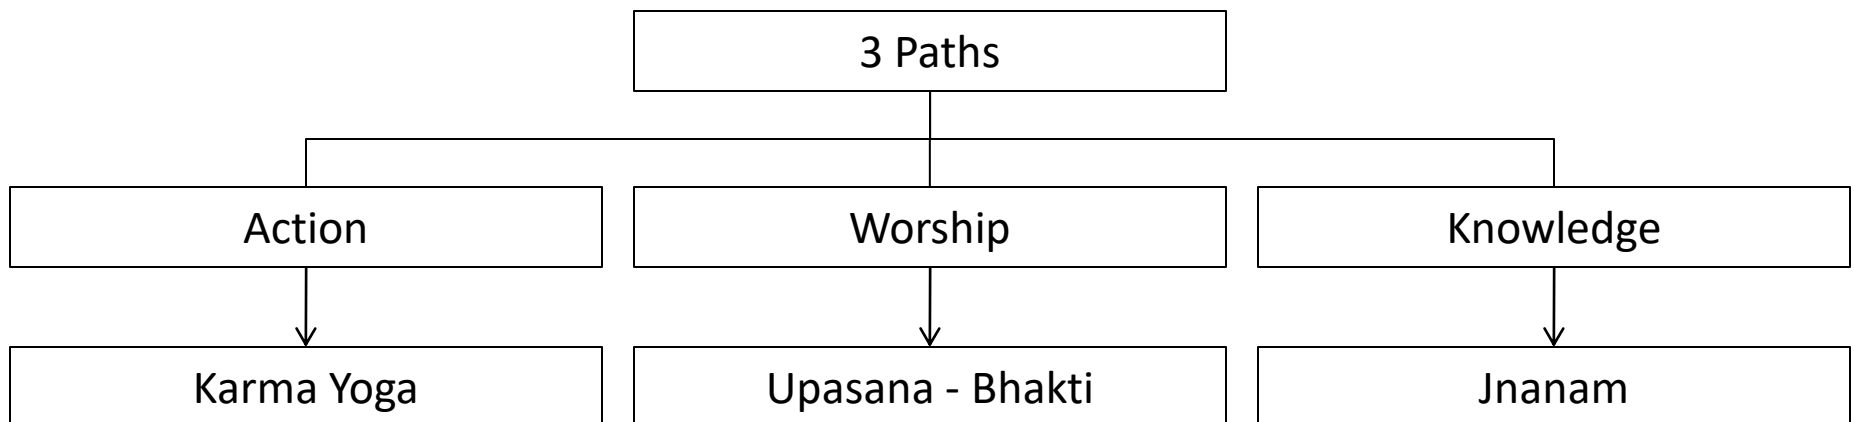 3 Paths
Action
Worship
Knowledge
Karma Yoga
Upasana - Bhakti
Jnanam